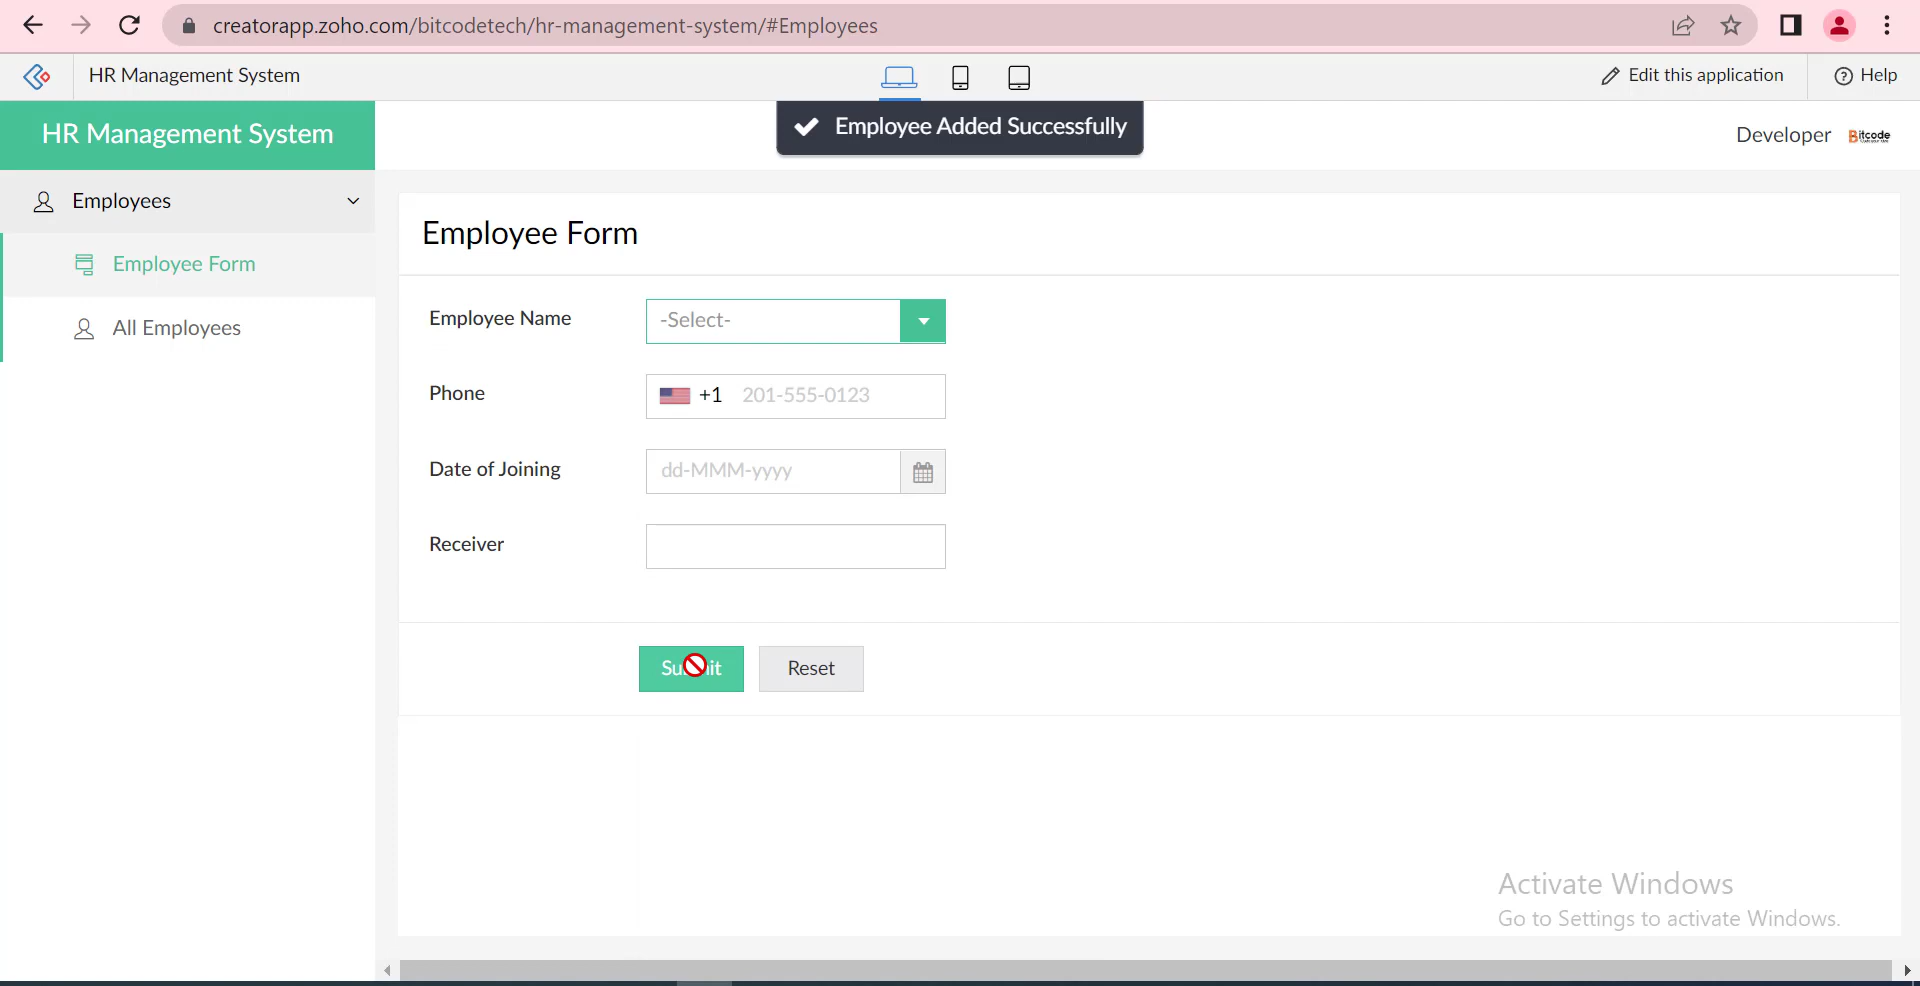 creatorapp.zoho.com/bitcodetech/hr-management-system/#Employees
HR Management System
Edit this application
Help
HR Management System
Employee Added Successfully
Developer
Bitcode
Employees
Employee Form
All Employees
Employee Form
Employee Name
-Select-
Phone
+1 201-555-0123
Date of Joining
dd-MMM-yyyy
Receiver
Reset
Activate Windows
Go to Settings to activate Windows.